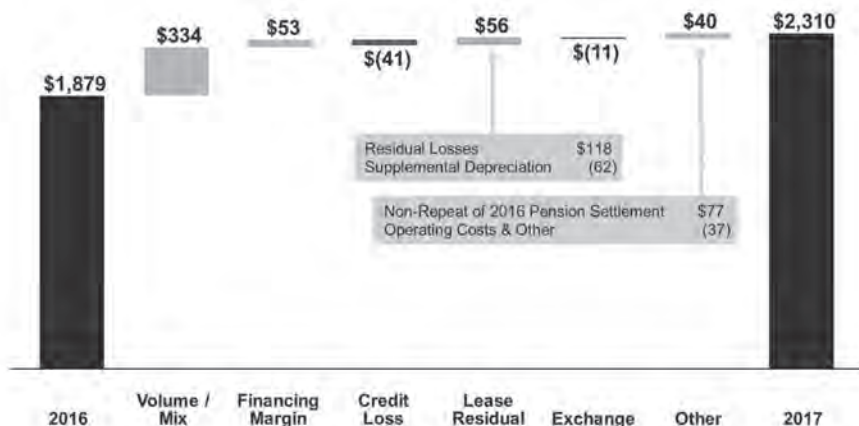 $1,879
$334
$53
$(41)
$56
$(11)
$40
$2,310
Residual Losses $118
Supplemental Depreciation (62)
Non-Repeat of 2016 Pension Settlement $77
Operating Costs & Other (37)
2016
Volume /
Mix
Financing
Margin
Credit
Loss
Lease
Residual
Exchange
Other
2017